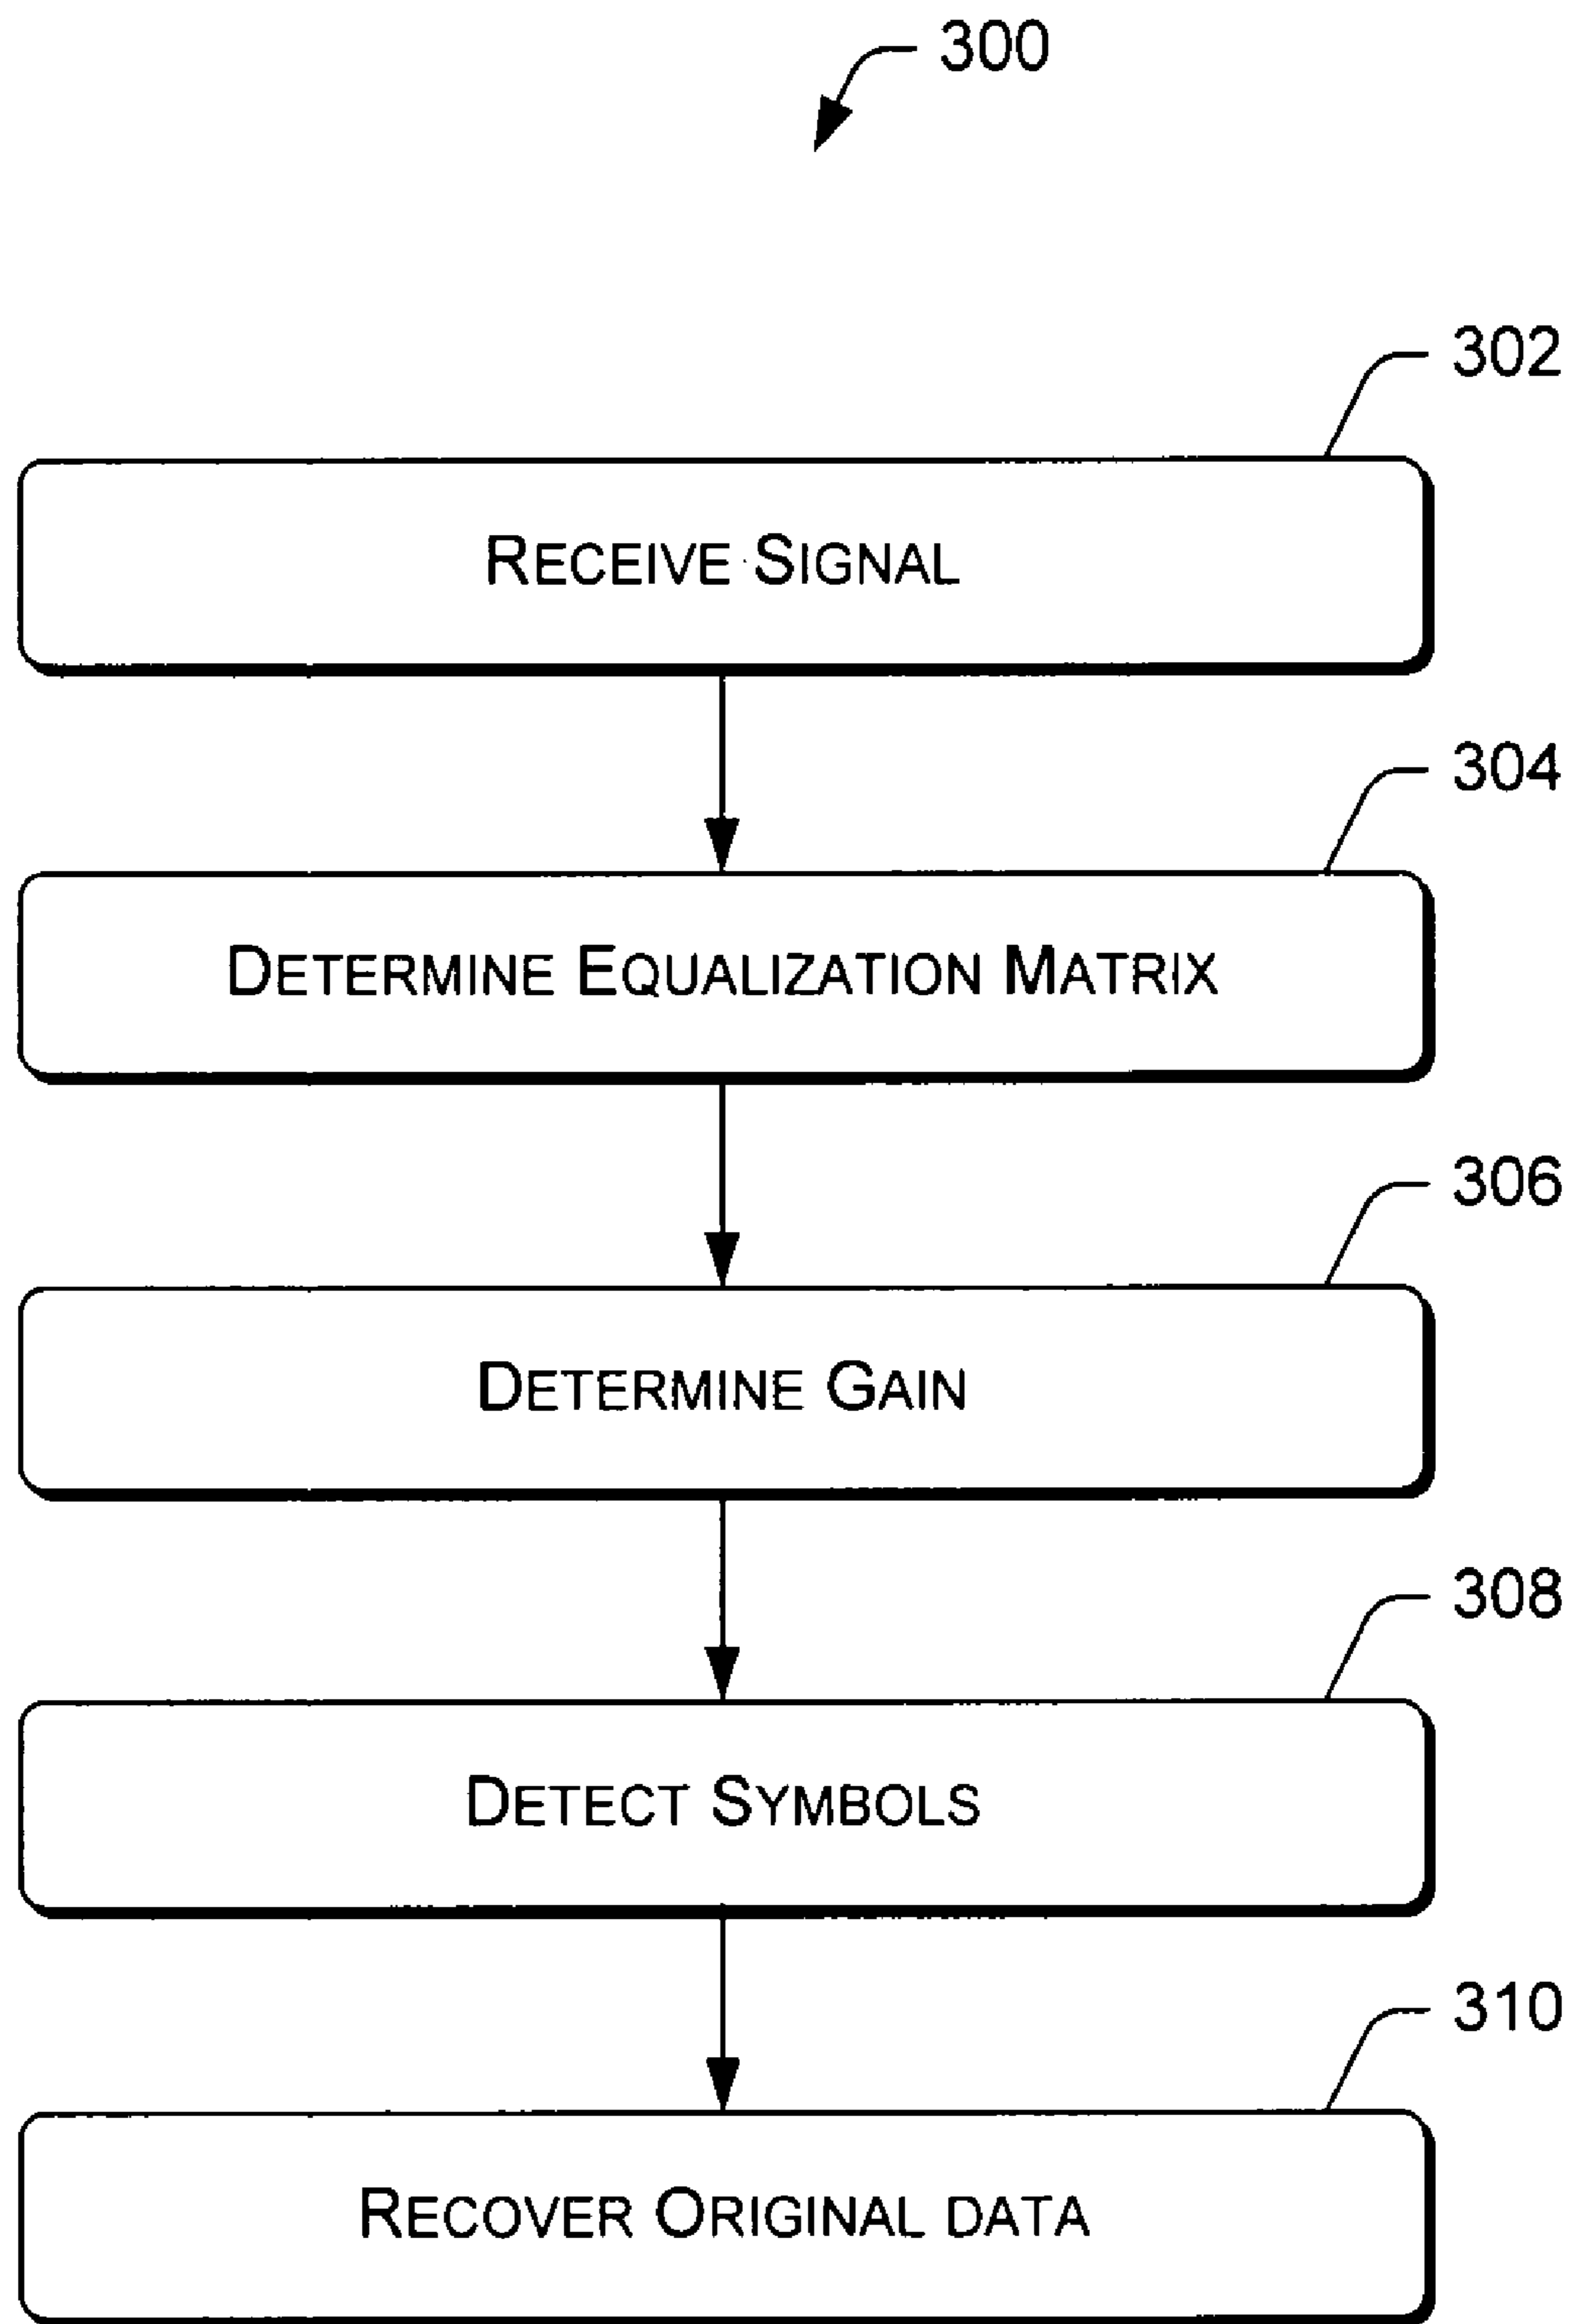 300
302
RECEIVE SIGNAL
304
DETERMINE EQUALIZATION MATRIX
306
DETERMINE GAIN
308
DETECT SYMBOLS
310
RECOVER ORIGINAL DATA